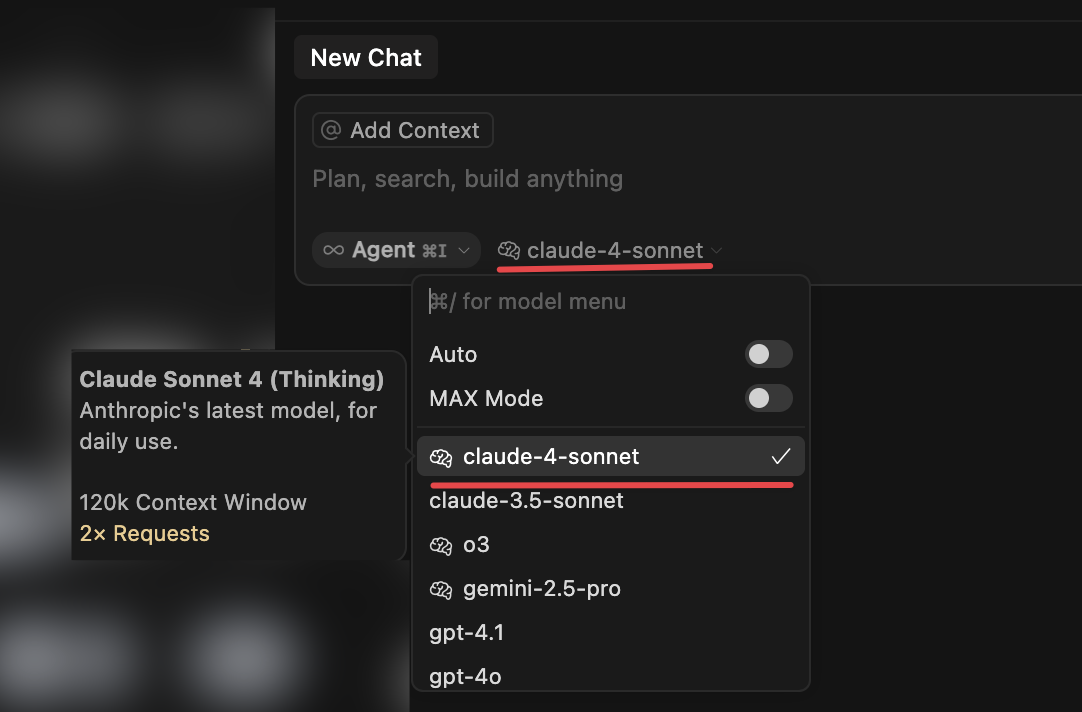 New Chat
@ Add Context
Plan, search, build anything
∞ Agent ⌘I claude-4-sonnet
⌘/ for model menu
Auto
MAX Mode
claude-4-sonnet
claude-3.5-sonnet
o3
gemini-2.5-pro
gpt-4.1
gpt-4o
Claude Sonnet 4 (Thinking)
Anthropic's latest model, for
daily use.
120k Context Window
2× Requests